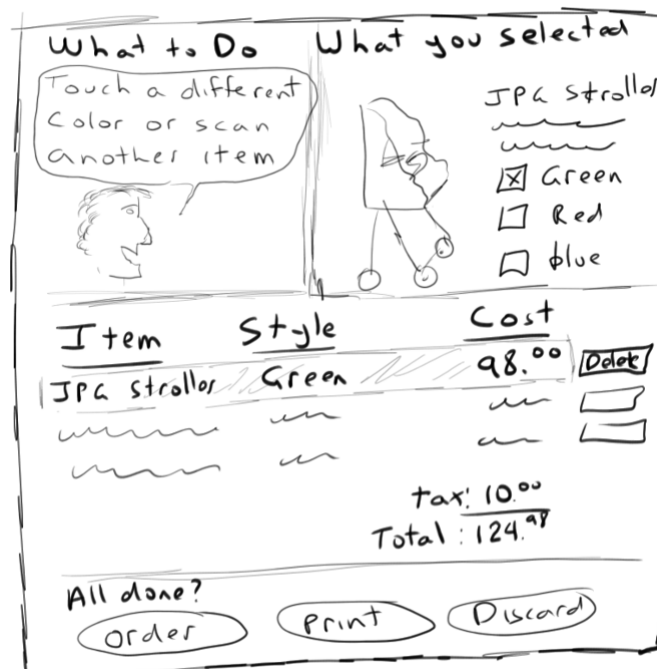 What to Do
Touch a different
color or scan
another item
What you selected
JPG Stroller
Green
Red
blue
Item Style Cost
JPG Stroller Green 98.00 Delete
tax: 10.00
Total: 124.98
All done?
Order Print Discard